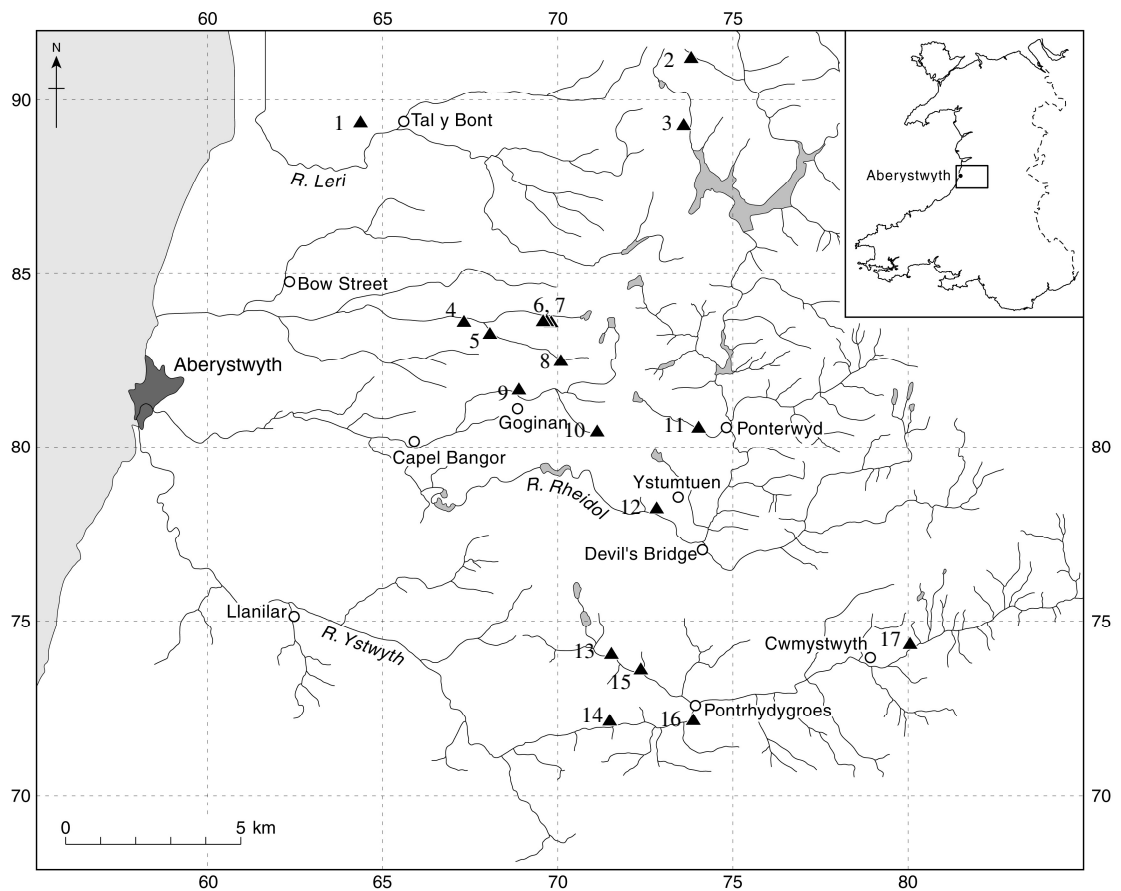 60 65 70 75
N
2
90
1
Tal y Bont
3
R. Leri
Aberystwyth
85
Bow Street
4
6, 7
5
8
Aberystwyth
9
Goginan
10
11
Ponterwyd
80
80
Capel Bangor
R. Rheidol
Ystumtuen
12
Devil's Bridge
Llanilar
75
75
R. Ystwyth
Cwmystwyth
17
13
15
Pontrhydygroes
14
16
70
70
0 5 km
60 65 70 75 80